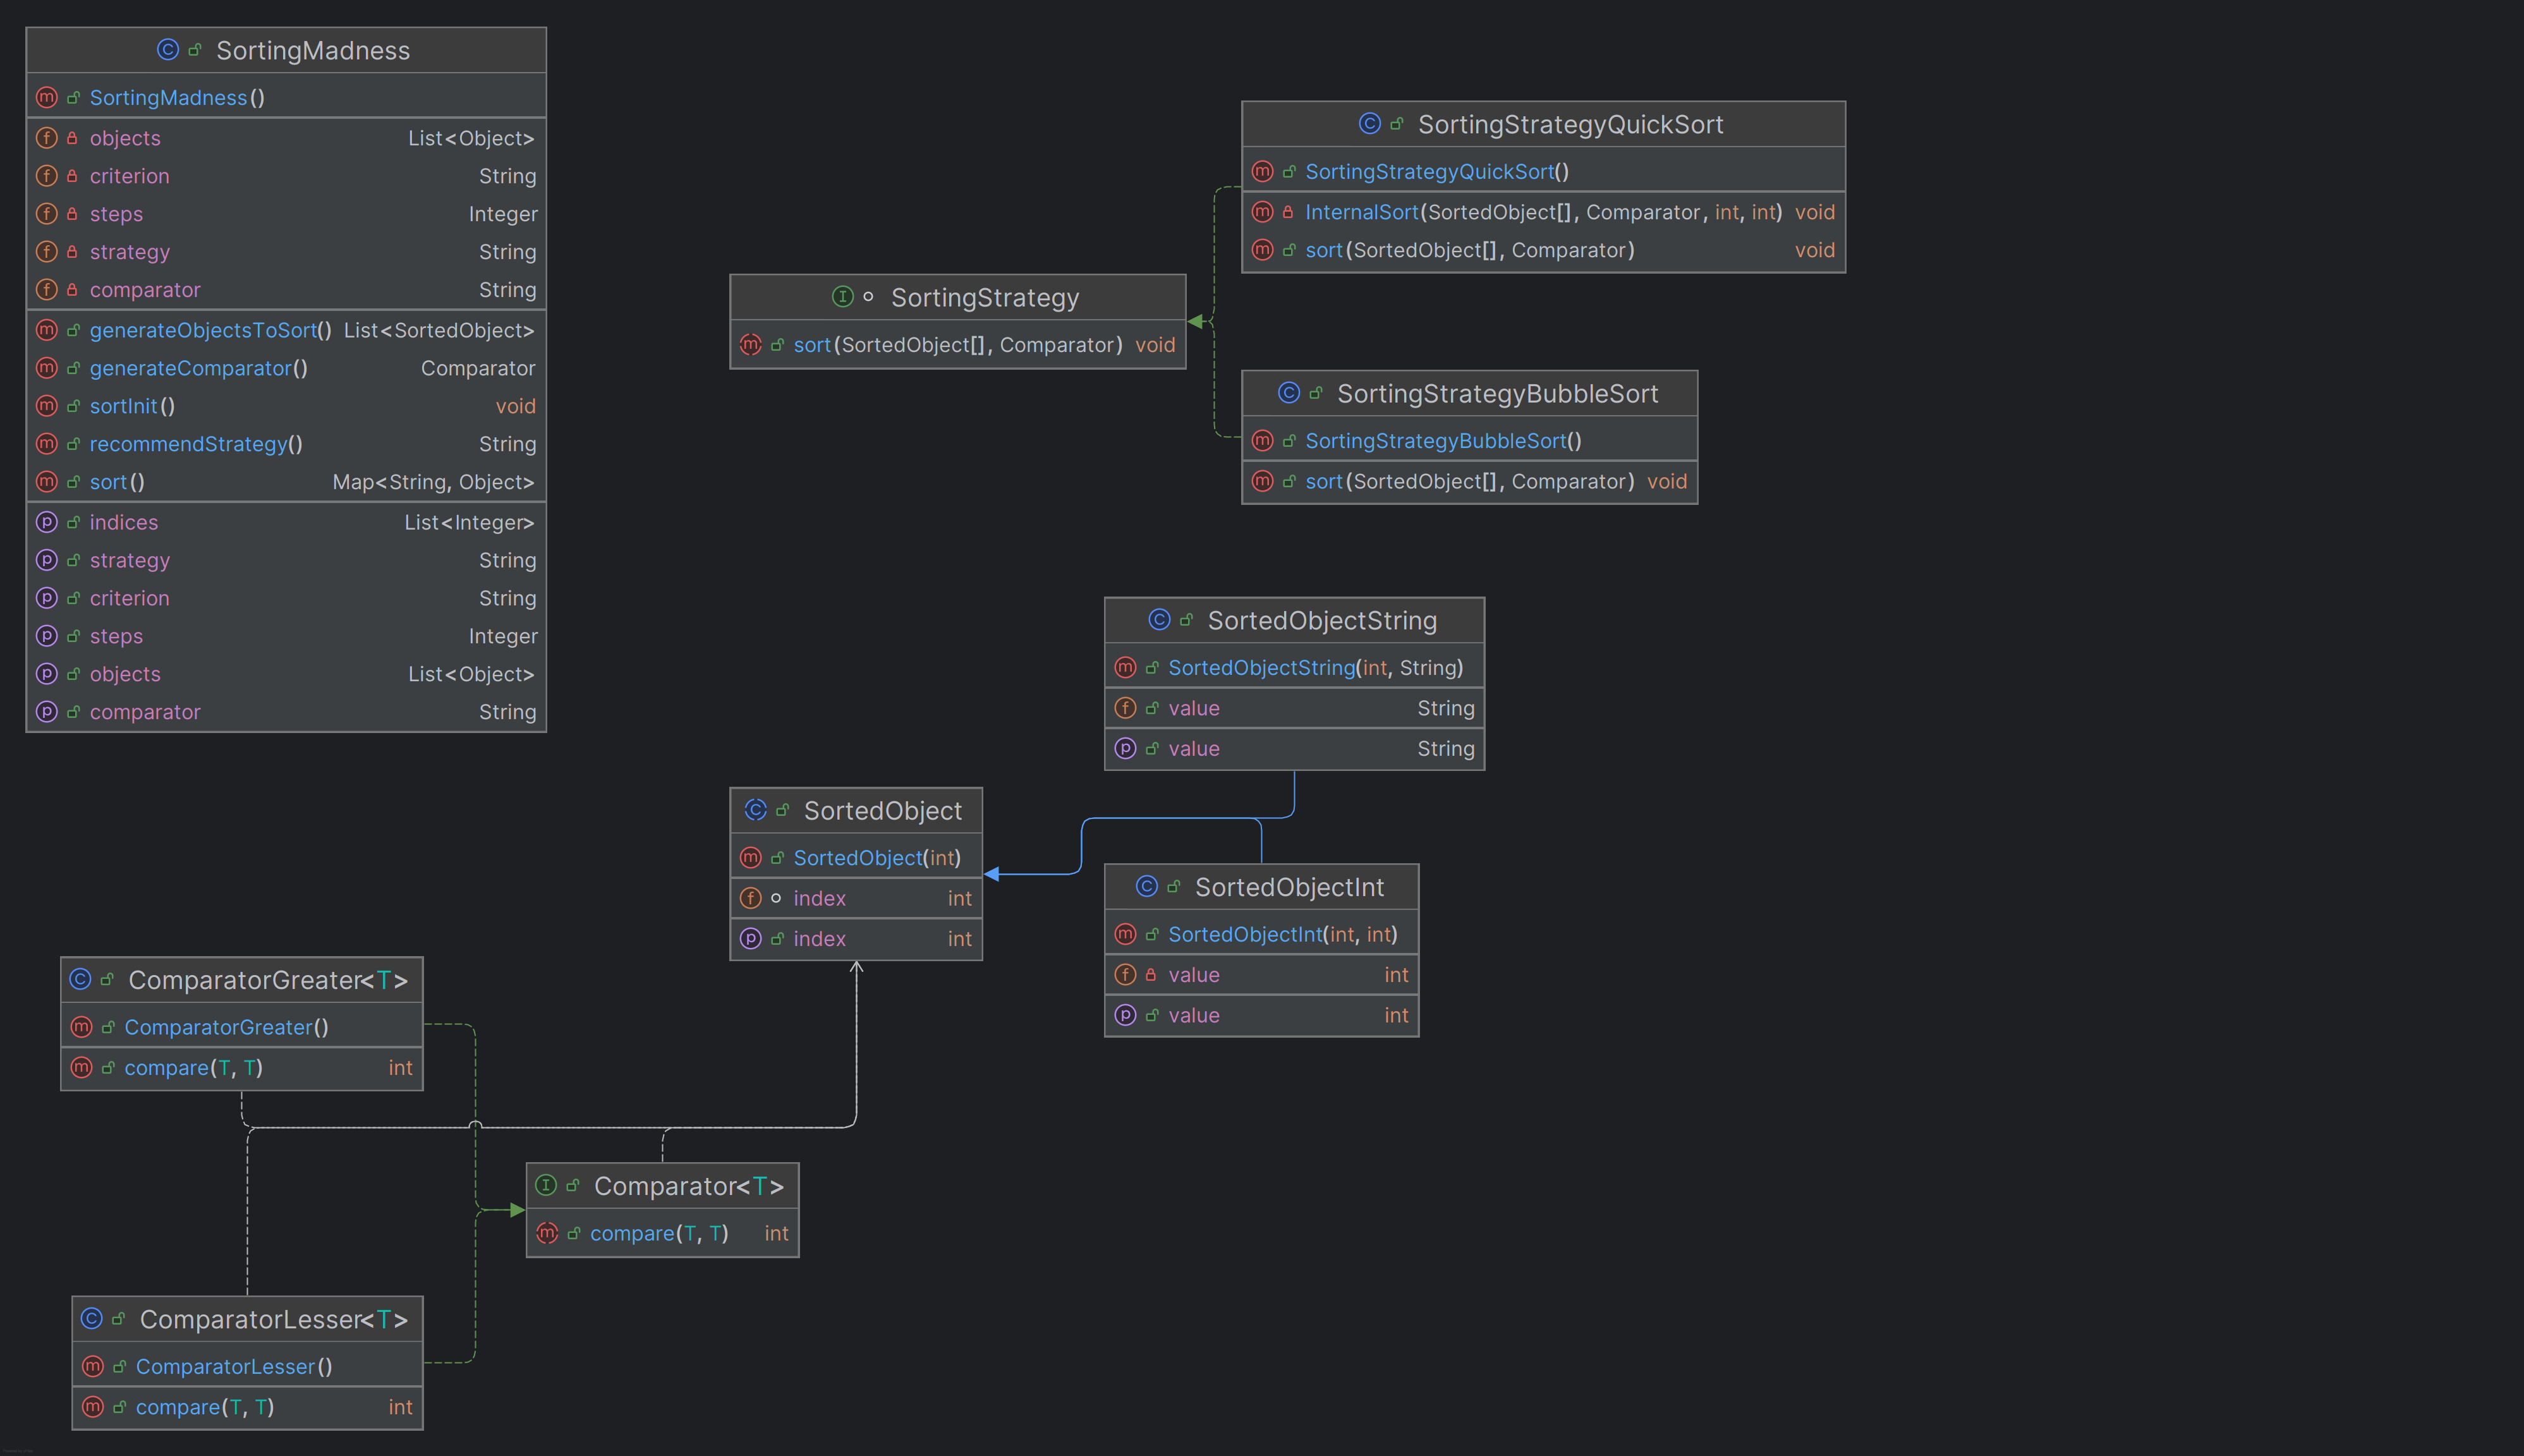 SortingMadness
SortingMadness()
objects List<Object>
criterion String
steps Integer
strategy String
comparator String
generateObjectsToSort() List<SortedObject>
generateComparator() Comparator
sortInit() void
recommendStrategy() String
sort() Map<String, Object>
indices List<Integer>
strategy String
criterion String
steps Integer
objects List<Object>
comparator String
SortingStrategyQuickSort
SortingStrategyQuickSort()
InternalSort(SortedObject[], Comparator, int, int) void
sort(SortedObject[], Comparator) void
SortingStrategy
sort(SortedObject[], Comparator) void
SortingStrategyBubbleSort
SortingStrategyBubbleSort()
sort(SortedObject[], Comparator) void
SortedObjectString
SortedObjectString(int, String)
value String
value String
SortedObject
SortedObject(int)
index int
index int
SortedObjectInt
SortedObjectInt(int, int)
value int
value int
ComparatorGreater<T>
ComparatorGreater()
compare(T, T) int
Comparator<T>
compare(T, T) int
ComparatorLesser<T>
ComparatorLesser()
compare(T, T) int